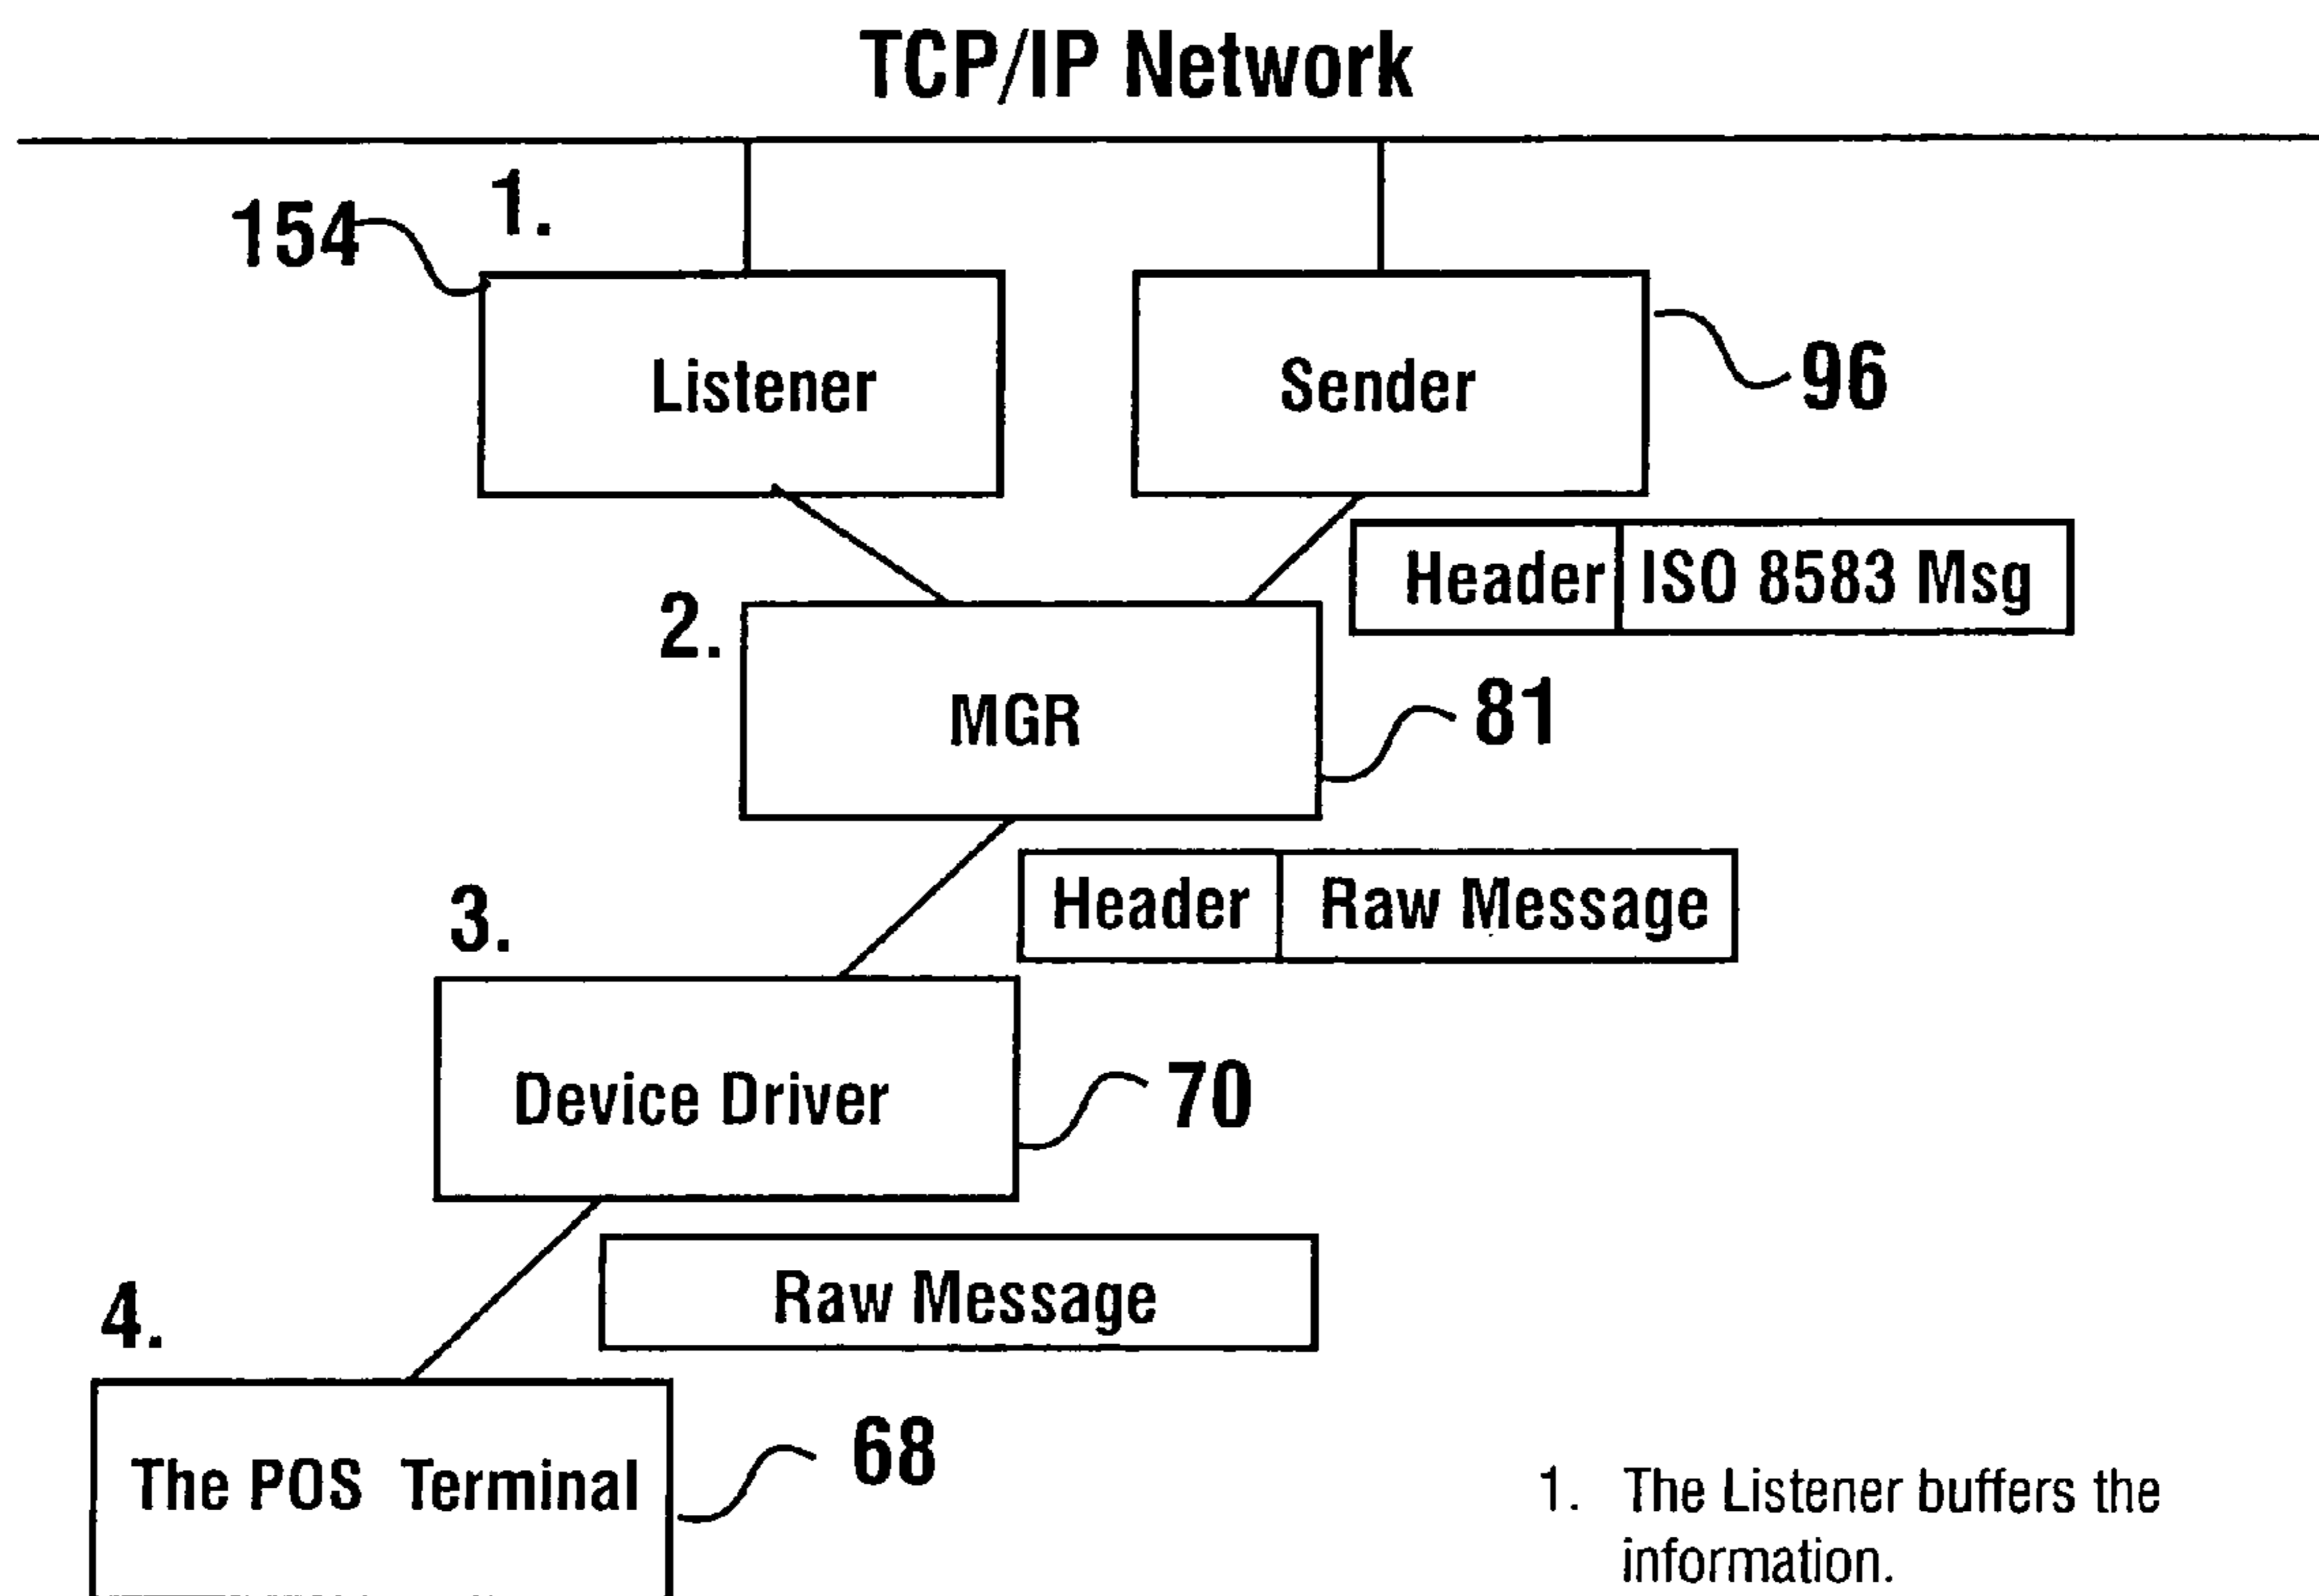 TCP/IP Network
1.
154
Listener
Sender
96
Header ISO 8583 Msg
2.
MGR
81
Header Raw Message
3.
Device Driver
70
Raw Message
4.
The POS Terminal
68
1. The Listener buffers the
information.